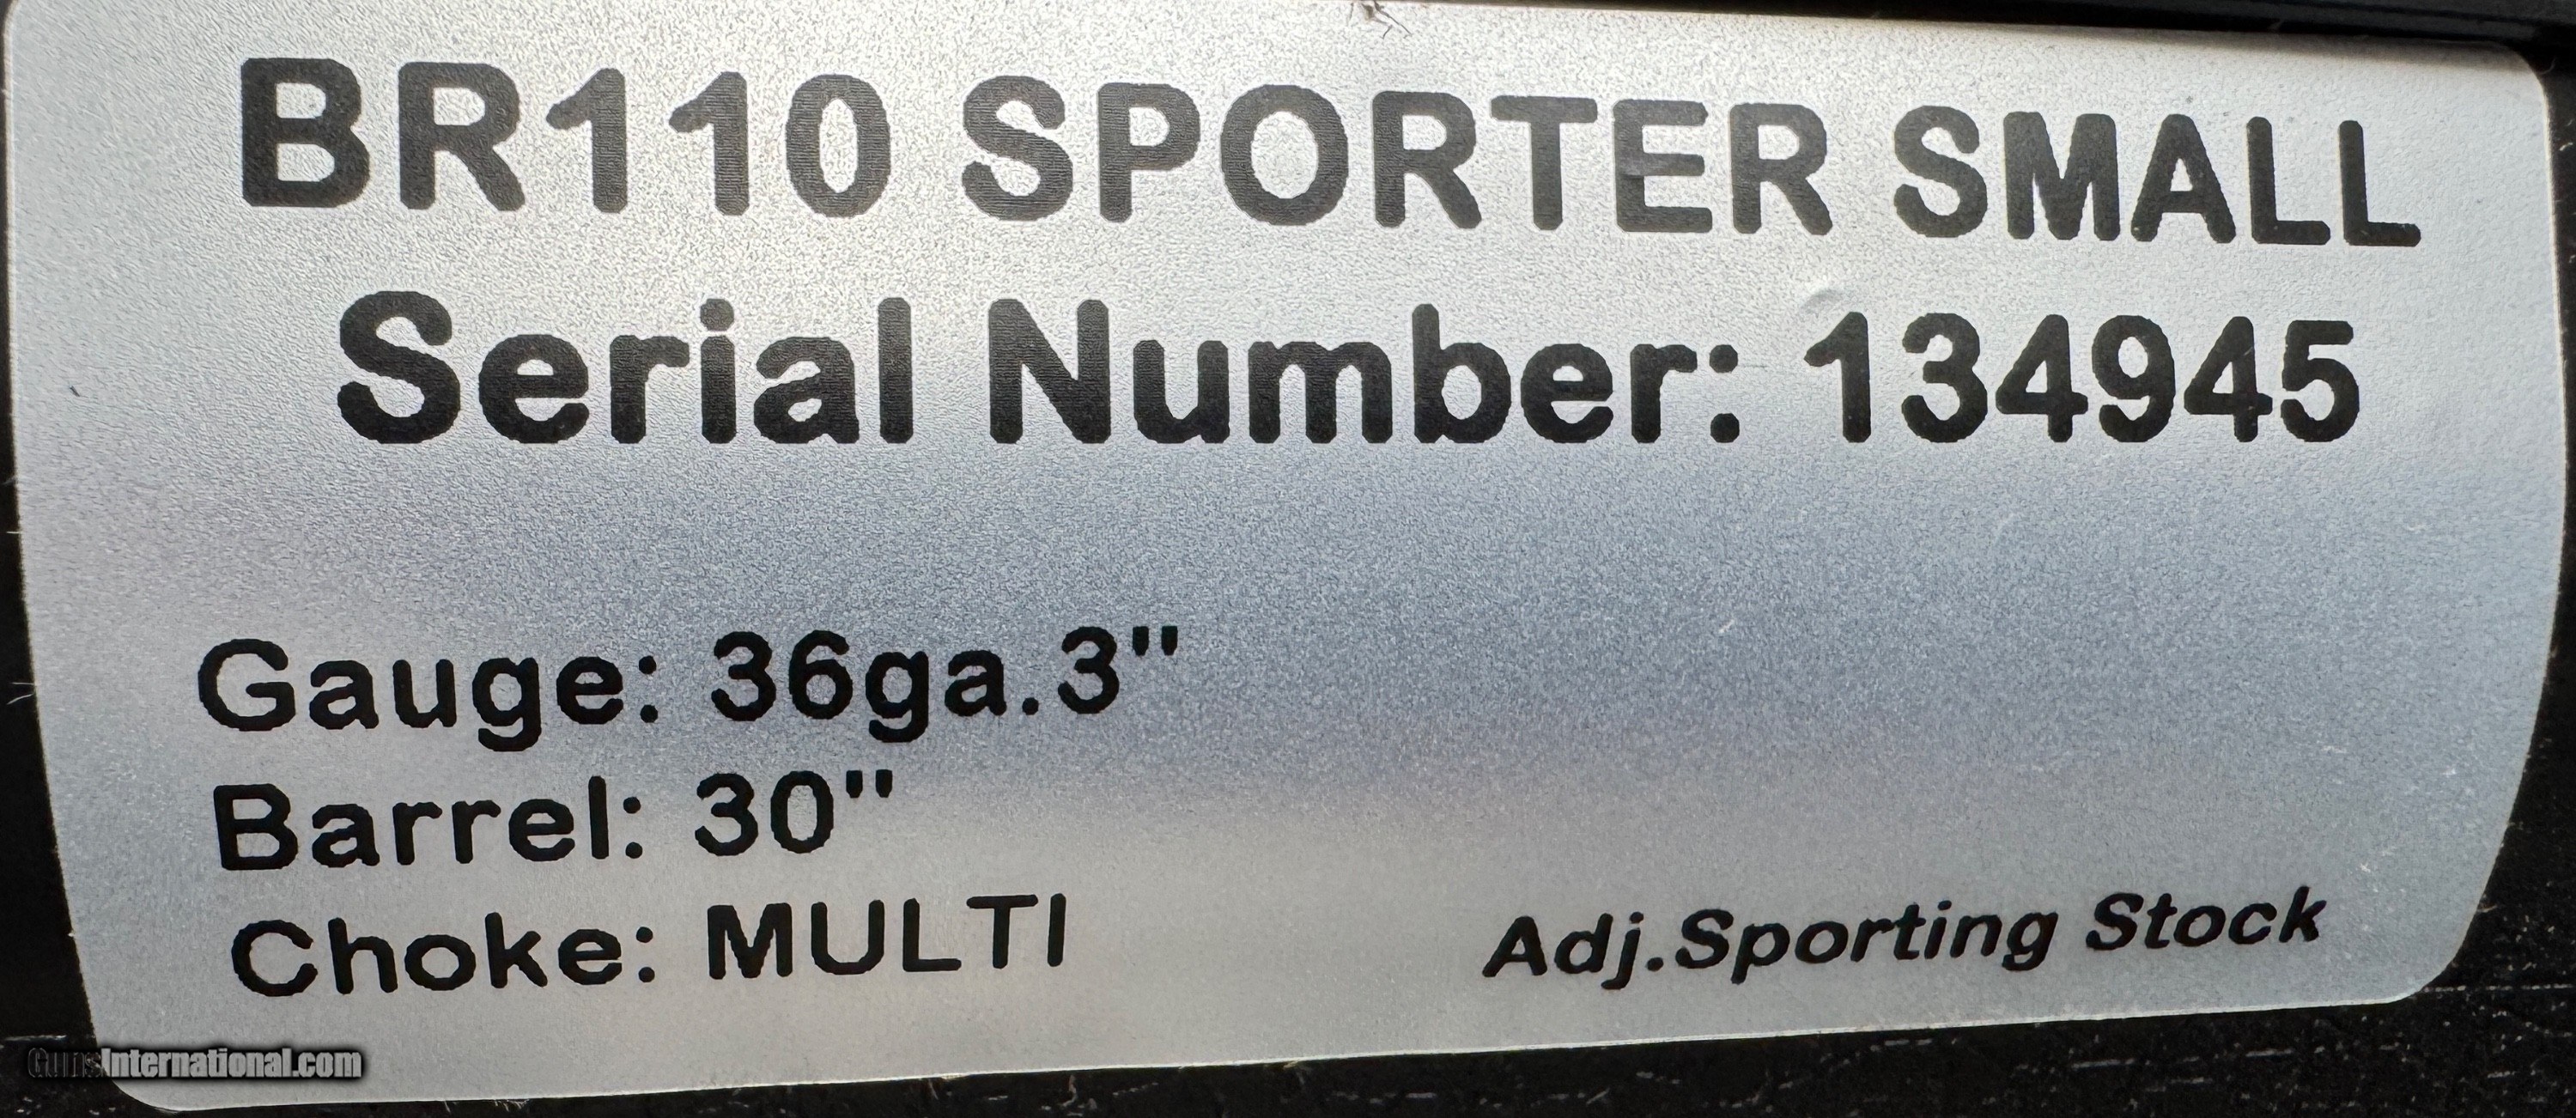 BR110 SPORTER SMALL
Serial Number: 134945
Gauge: 36ga.3"
Barrel: 30"
Choke: MULTI
Adj.Sporting Stock
GunsInternational.com